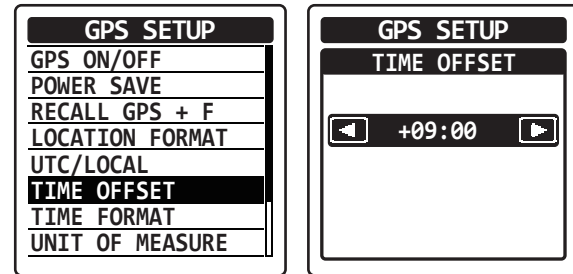 GPS SETUP
GPS ON/OFF
POWER SAVE
RECALL GPS + F
LOCATION FORMAT
UTC/LOCAL
TIME OFFSET
TIME FORMAT
UNIT OF MEASURE
GPS SETUP
TIME OFFSET
+09:00